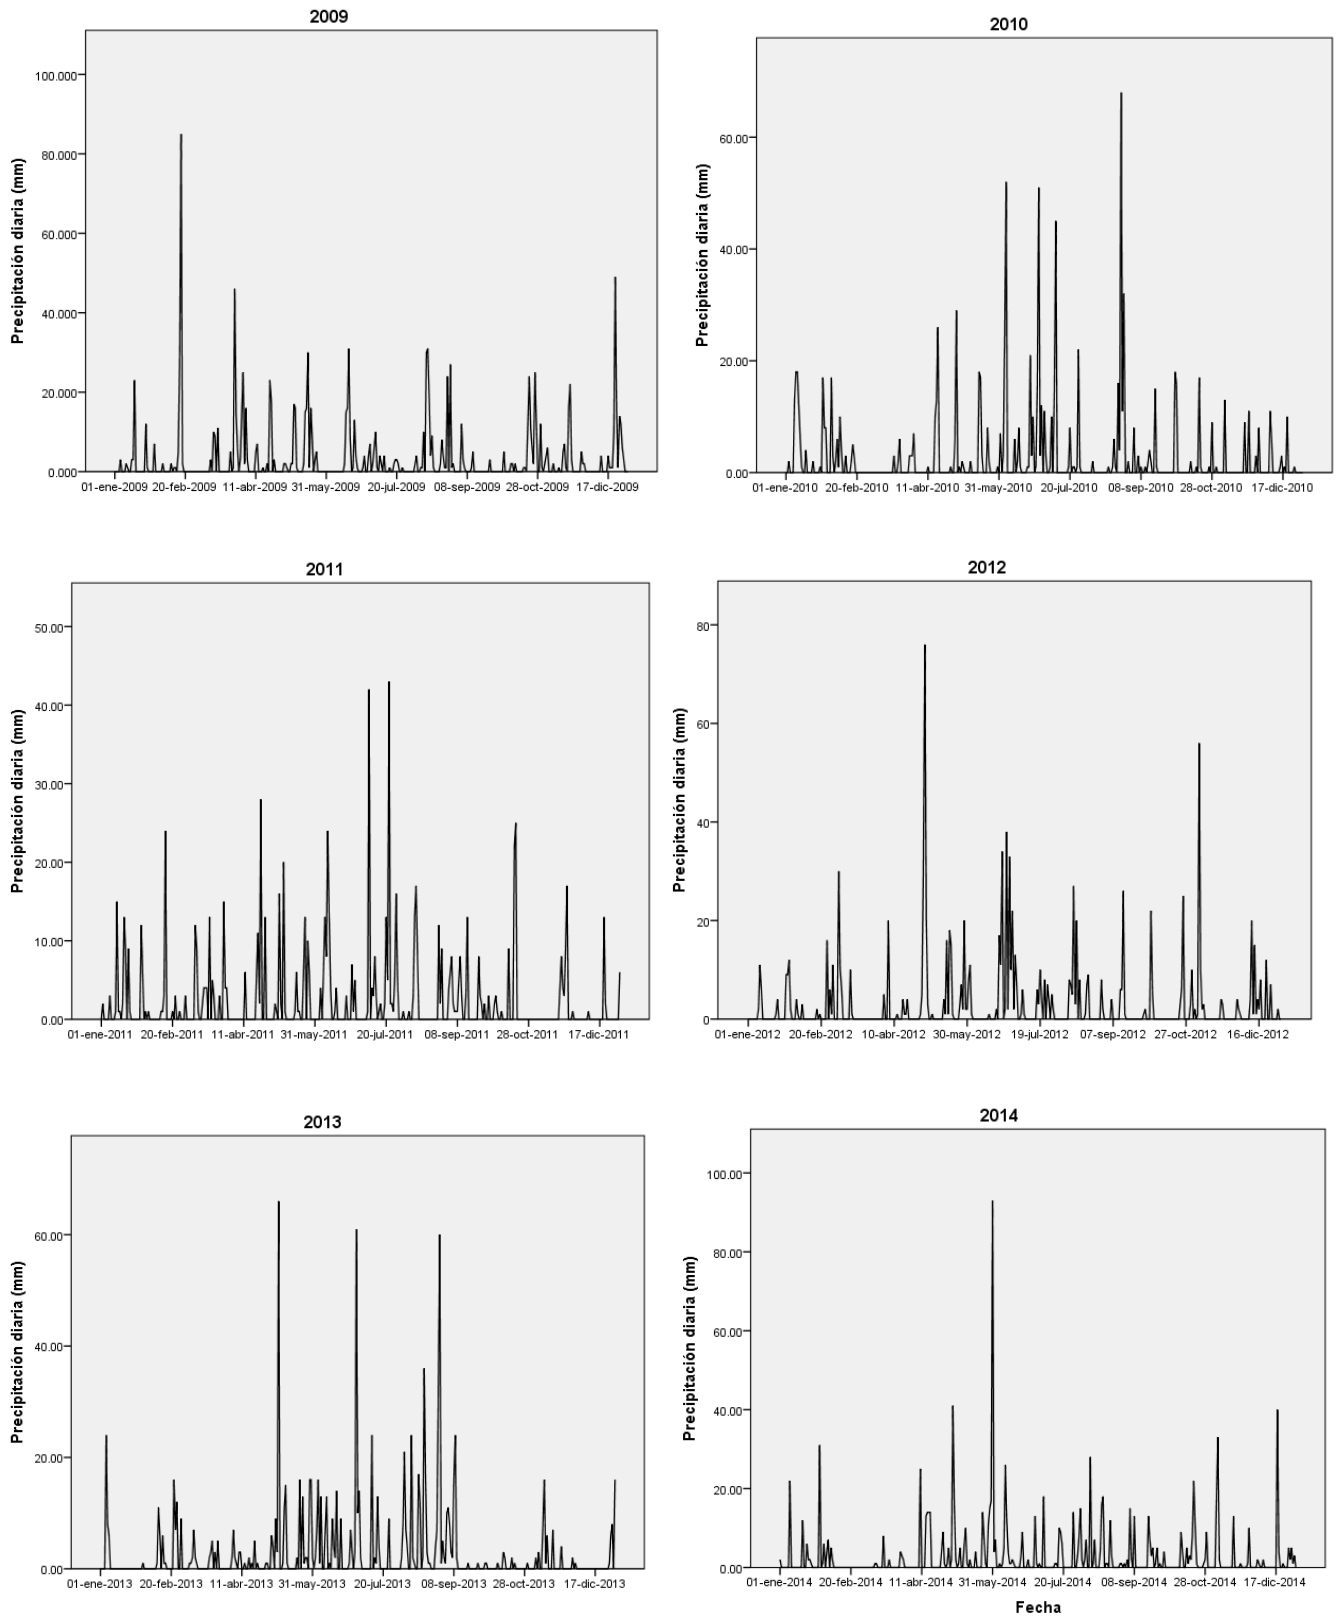 2009
100.000
80.000
60.000
40.000
20.000
0.000
Precipitación diaria (mm)
01-ene-2009 20-feb-2009 11-abr-2009 31-may-2009 20-jul-2009 08-sep-2009 28-oct-2009 17-dic-2009
2010
60.00
40.00
20.00
0.00
Precipitación diaria (mm)
01-ene-2010 20-feb-2010 11-abr-2010 31-may-2010 20-jul-2010 08-sep-2010 28-oct-2010 17-dic-2010
2011
50.00
40.00
30.00
20.00
10.00
0.00
Precipitación diaria (mm)
01-ene-2011 20-feb-2011 11-abr-2011 31-may-2011 20-jul-2011 08-sep-2011 28-oct-2011 17-dic-2011
2012
80
60
40
20
0
Precipitación diaria (mm)
01-ene-2012 20-feb-2012 10-abr-2012 30-may-2012 19-jul-2012 07-sep-2012 27-oct-2012 16-dic-2012
2013
60.00
40.00
20.00
0.00
Precipitación diaria (mm)
01-ene-2013 20-feb-2013 11-abr-2013 31-may-2013 20-jul-2013 08-sep-2013 28-oct-2013 17-dic-2013
2014
100.00
80.00
60.00
40.00
20.00
0.00
Precipitación diaria (mm)
01-ene-2014 20-feb-2014 11-abr-2014 31-may-2014 20-jul-2014 08-sep-2014 28-oct-2014 17-dic-2014
Fecha